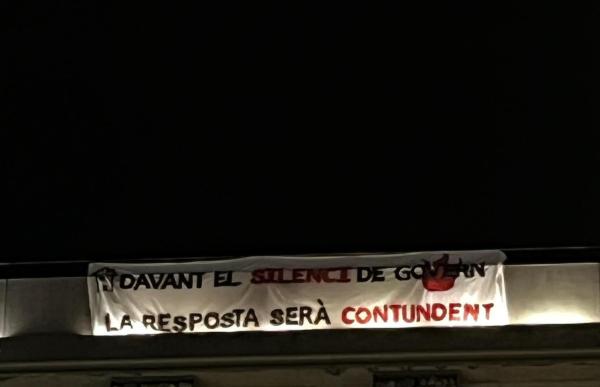 DAVANT EL SILENCI DE GOVERN
LA RESPOSTA SERÀ CONTUNDENT